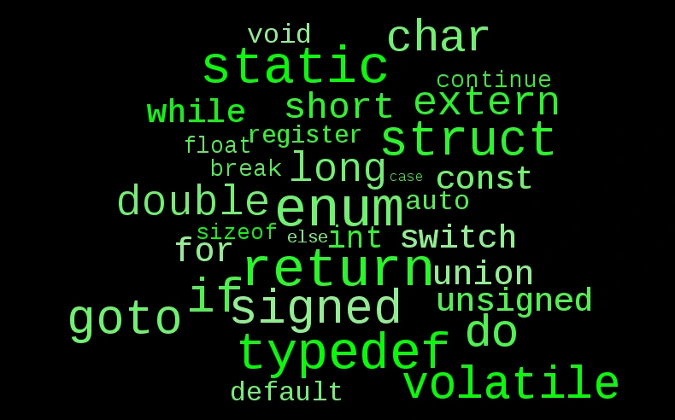 void char
static
continue
while short extern
float register struct
break long case const
double enum auto
sizeof else int switch
for
return union
if signed unsigned
goto
typedef do
default volatile